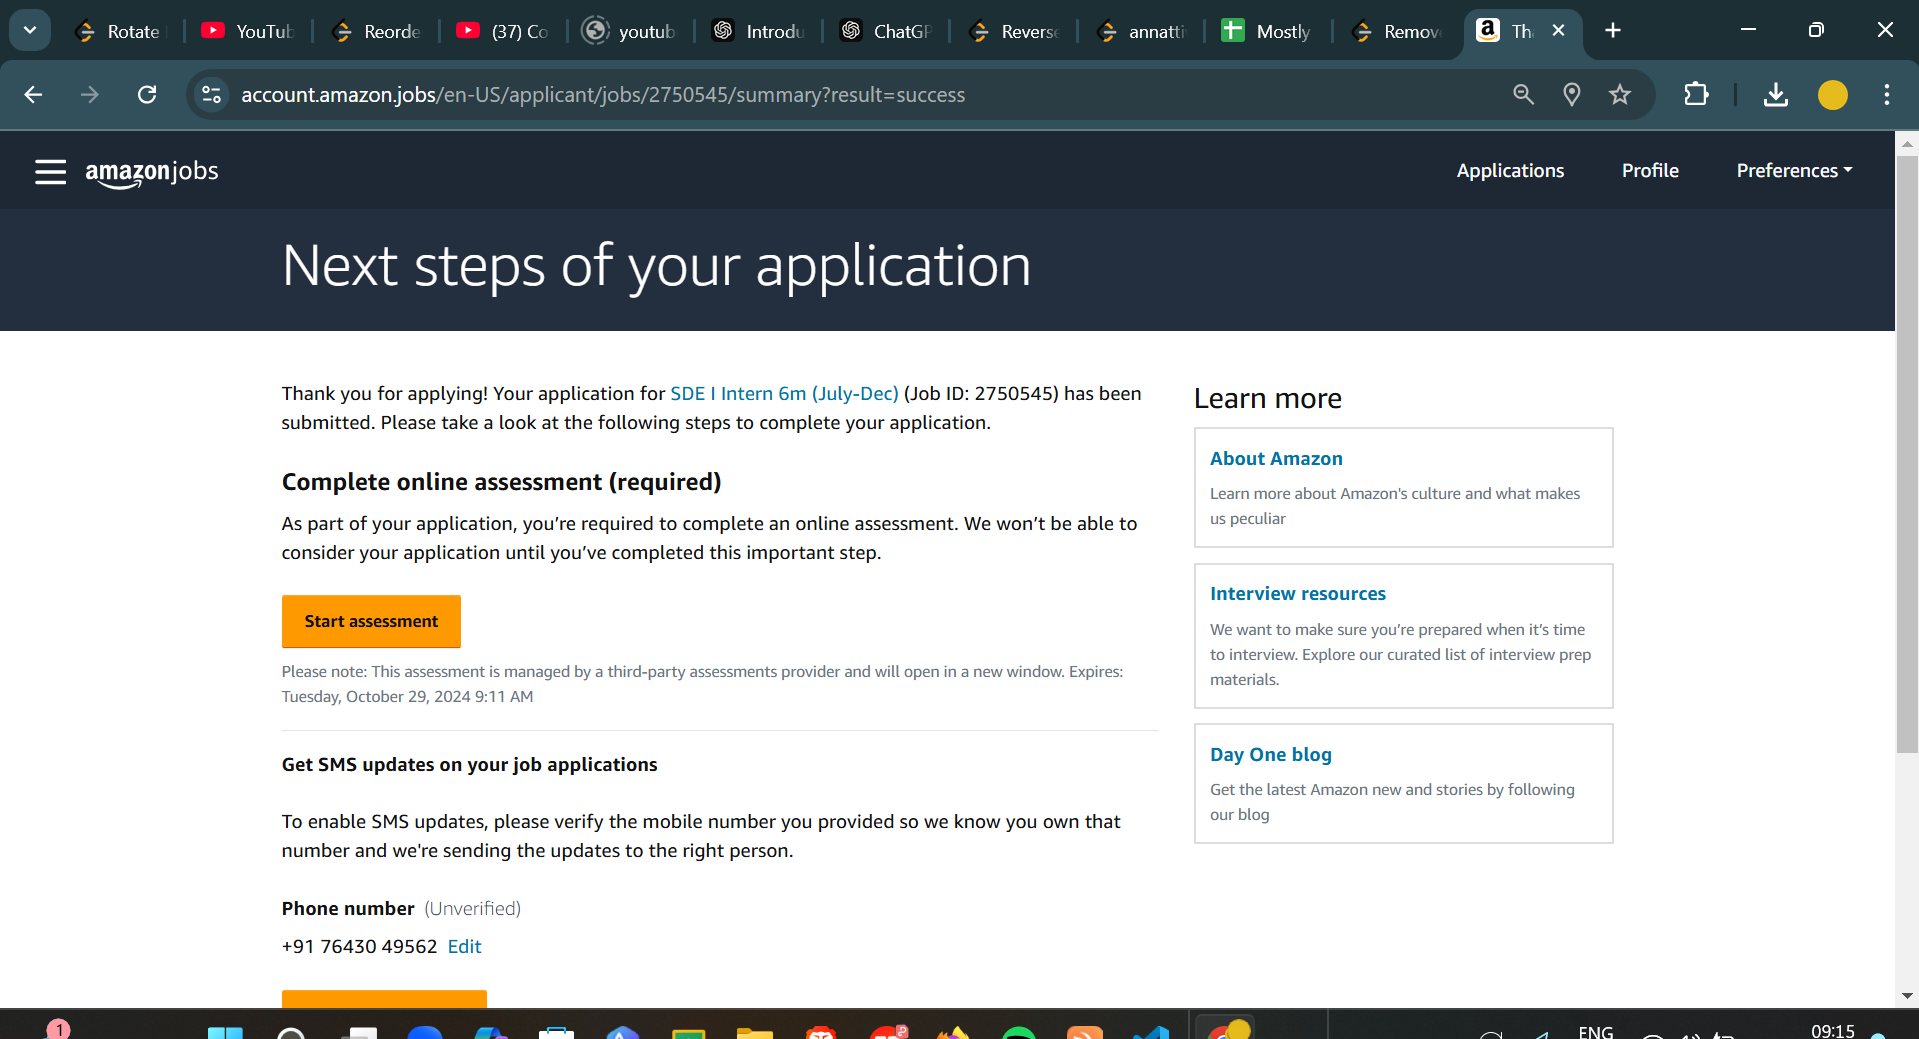 Rotate
YouTub
Reorde
(37) Co
youtub
Introdu
ChatGP
Reverse
annatti
Mostly
Remov
Tha
account.amazon.jobs/en-US/applicant/jobs/2750545/summary?result=success
amazon jobs
Applications
Profile
Preferences
Next steps of your application
Thank you for applying! Your application for SDE I Intern 6m (July-Dec) (Job ID: 2750545) has been
submitted. Please take a look at the following steps to complete your application.
Complete online assessment (required)
As part of your application, you’re required to complete an online assessment. We won’t be able to
consider your application until you’ve completed this important step.
Start assessment
Please note: This assessment is managed by a third-party assessments provider and will open in a new window. Expires:
Tuesday, October 29, 2024 9:11 AM
Get SMS updates on your job applications
To enable SMS updates, please verify the mobile number you provided so we know you own that
number and we're sending the updates to the right person.
Phone number (Unverified)
+91 76430 49562 Edit
Learn more
About Amazon
Learn more about Amazon's culture and what makes
us peculiar
Interview resources
We want to make sure you’re prepared when it’s time
to interview. Explore our curated list of interview prep
materials.
Day One blog
Get the latest Amazon new and stories by following
our blog
1
ENG
09:15